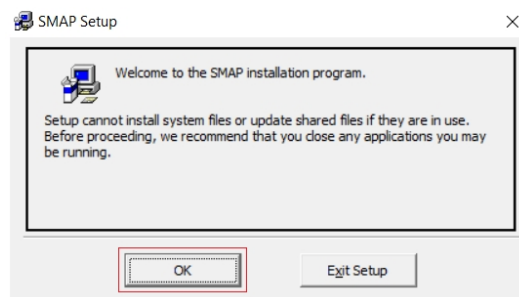 SMAP Setup
Welcome to the SMAP installation program.
Setup cannot install system files or update shared files if they are in use.
Before proceeding, we recommend that you close any applications you may
be running.
OK
Exit Setup